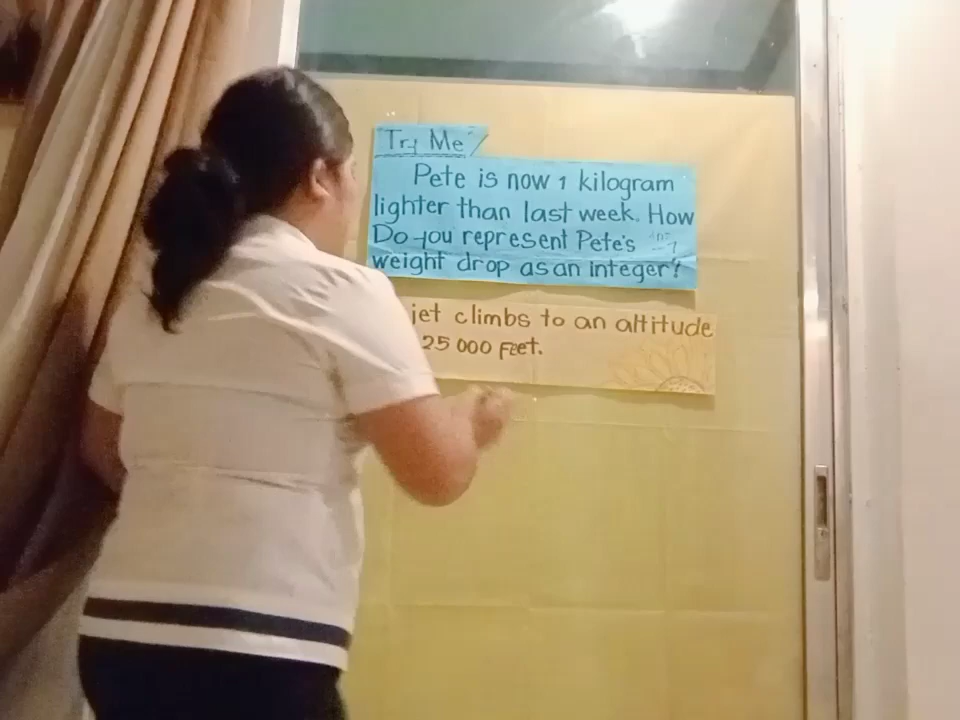 Try Me
Pete is now 1 kilogram
lighter than last week. How
Do you represent Pete's
weight drop as an integer?
jet climbs to an altitude
25 000 Feet.